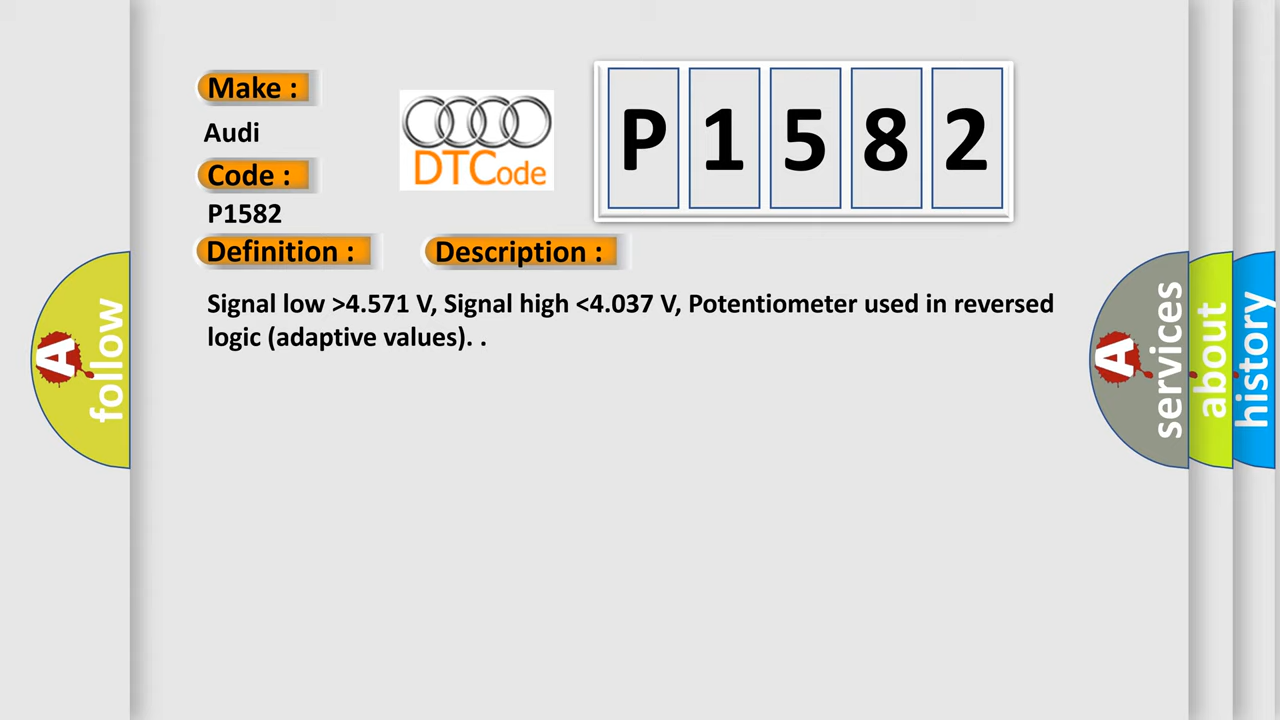 Make :
Audi
Code :
P1582
DTCode
P 1 5 8 2
Definition :
Description :
Signal low >4.571 V, Signal high <4.037 V, Potentiometer used in reversed
logic (adaptive values). .
A follow
A services
about
history